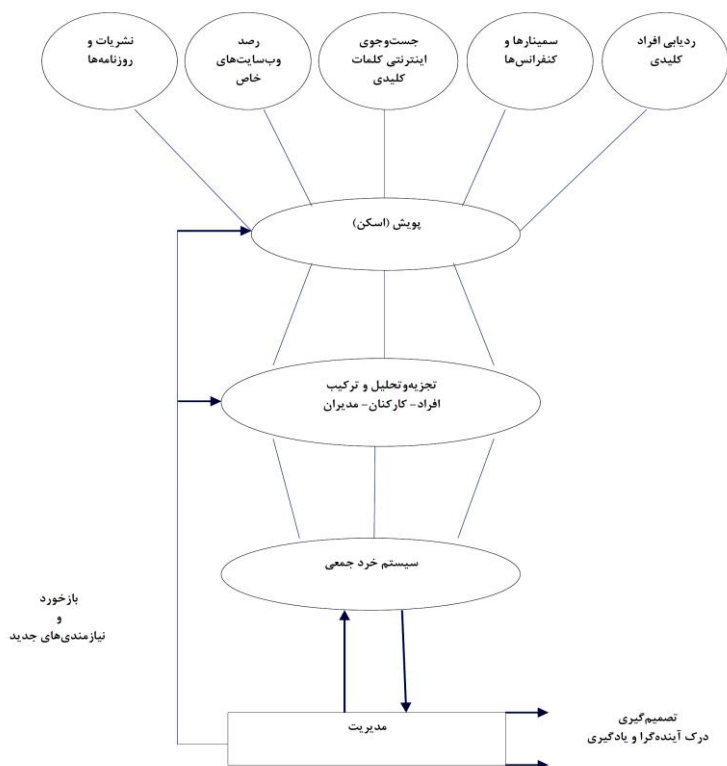 ردیابی افراد
کلیدی
سمینارها و
کنفرانس‌ها
جست‌وجوی
اینترنتی کلمات
کلیدی
رصد
وب‌سایت‌های
خاص
نشریات و
روزنامه‌ها
پویش (اسکن)
تجزیه‌وتحلیل و ترکیب
افراد- کارکنان- مدیران
سیستم خرد جمعی
بازخورد
و
نیازمندی‌های جدید
مدیریت
تصمیم‌گیری
درک آینده‌گرا و یادگیری